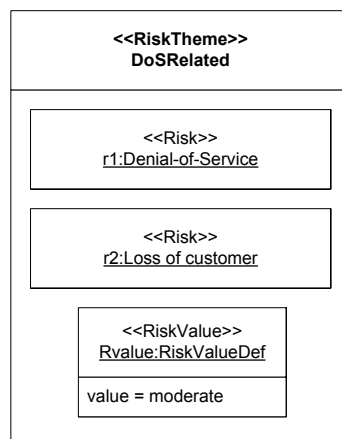 <<RiskTheme>>
DoSRelated
<<Risk>>
r1:Denial-of-Service
<<Risk>>
r2:Loss of customer
<<RiskValue>>
Rvalue:RiskValueDef
value = moderate